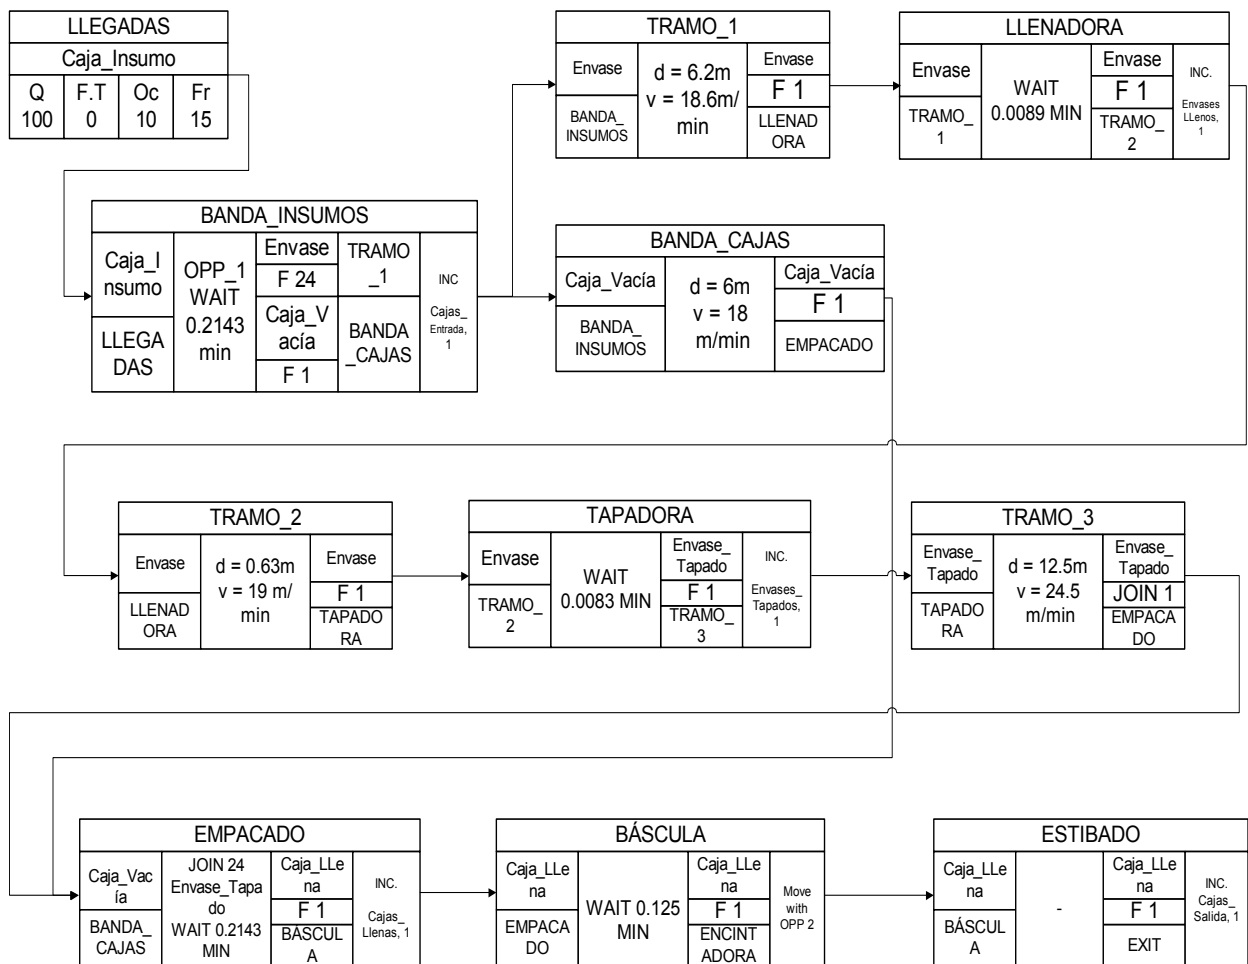 LLEGADAS
Caja_Insumo
Q
100
F.T
0
Oc
10
Fr
15
TRAMO_1
Envase
BANDA_
INSUMOS
d = 6.2m
v = 18.6m/
min
Envase
F 1
LLENAD
ORA
LLENADORA
Envase
TRAMO_
1
WAIT
0.0089 MIN
Envase
F 1
TRAMO_
2
INC.
Envases
LLenos,
1
BANDA_INSUMOS
Caja_I
nsumo
LLEGA
DAS
OPP_1
WAIT
0.2143
min
Envase
F 24
Caja_V
acía
F 1
TRAMO
_1
BANDA
_CAJAS
INC
Cajas_
Entrada,
1
BANDA_CAJAS
Caja_Vacía
BANDA_
INSUMOS
d = 6m
v = 18
m/min
Caja_Vacía
F 1
EMPACADO
TRAMO_2
Envase
LLENAD
ORA
d = 0.63m
v = 19 m/
min
Envase
F 1
TAPADO
RA
TAPADORA
Envase
TRAMO_
2
WAIT
0.0083 MIN
Envase_
Tapado
F 1
TRAMO_
3
INC.
Envases_
Tapados,
1
TRAMO_3
Envase_
Tapado
TAPADO
RA
d = 12.5m
v = 24.5
m/min
Envase_
Tapado
JOIN 1
EMPACA
DO
EMPACADO
Caja_Vac
ía
BANDA_
CAJAS
JOIN 24
Envase_Tapa
do
WAIT 0.2143
MIN
Caja_LLe
na
F 1
BÁSCUL
A
INC.
Cajas_
Llenas, 1
BÁSCULA
Caja_LLe
na
EMPACA
DO
WAIT 0.125
MIN
Caja_LLe
na
F 1
ENCINT
ADORA
Move
with
OPP 2
ESTIBADO
Caja_LLe
na
BÁSCUL
A
-
Caja_LLe
na
F 1
EXIT
INC.
Cajas_
Salida, 1